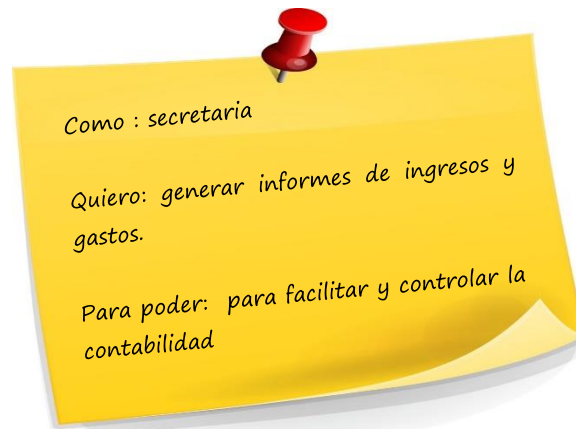 Como : secretaria
Quiero: generar informes de ingresos y
gastos.
Para poder: para facilitar y controlar la
contabilidad